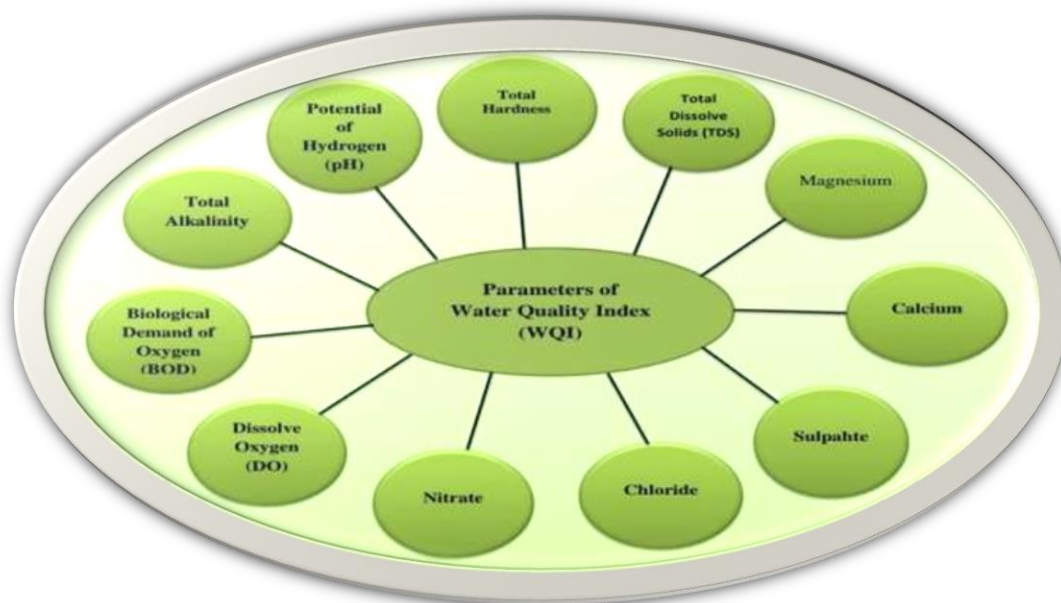 Parameters of
Water Quality Index
(WQI)
Potential
of
Hydrogen
(pH)
Total
Hardness
Total
Dissolve
Solids (TDS)
Magnesium
Calcium
Sulpahte
Chloride
Nitrate
Dissolve
Oxygen
(DO)
Biological
Demand of
Oxygen
(BOD)
Total
Alkalinity